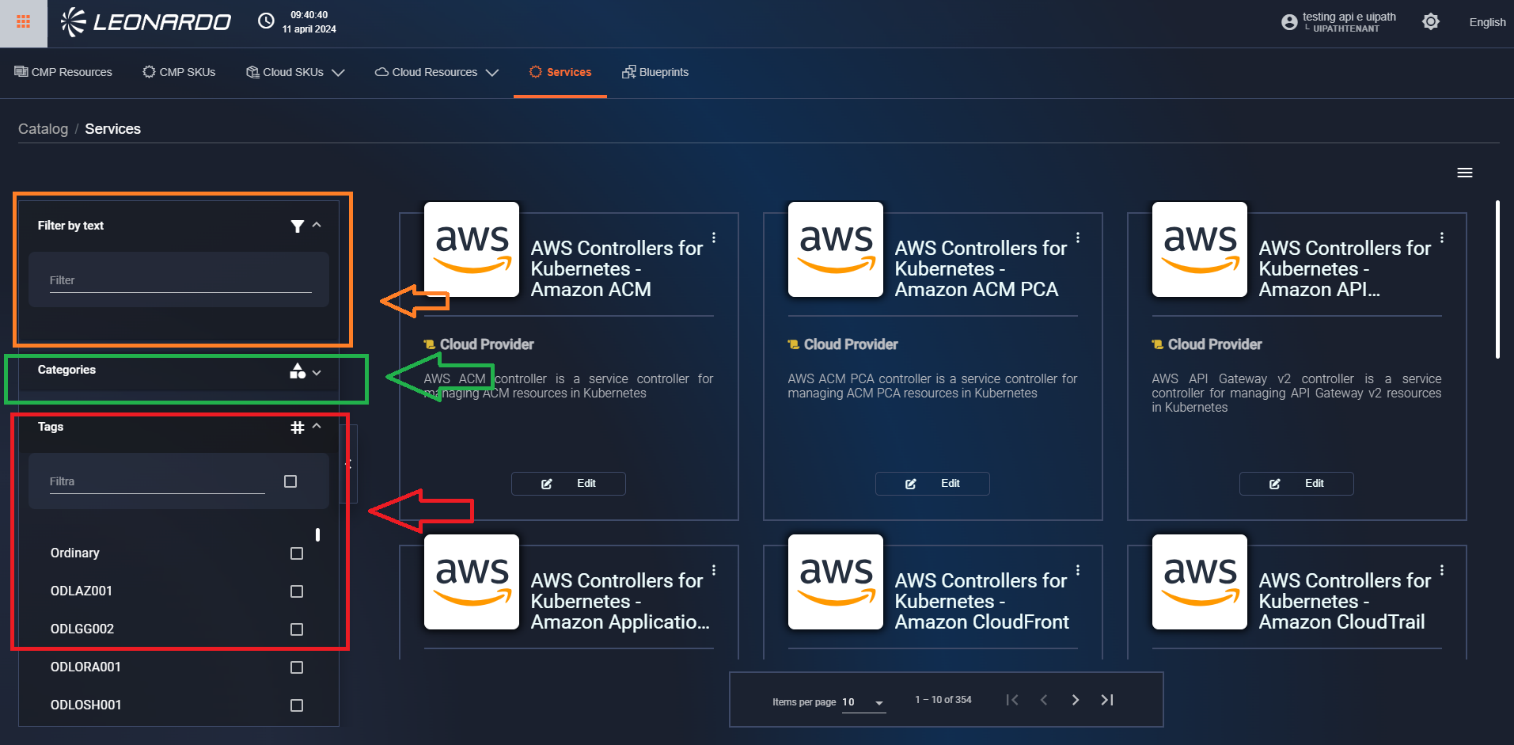 LEONARDO
09:40:40
11 april 2024
testing api e uipath
UIPATHTENANT
English
CMP Resources
CMP SKUs
Cloud SKUs
Cloud Resources
Services
Blueprints
Catalog / Services
Filter by text
Filter
Categories
Tags
Filtra
Ordinary
ODLAZ001
ODLGG002
ODLORA001
ODLOSH001
aws
AWS Controllers for
Kubernetes -
Amazon ACM
Cloud Provider
AWS ACM controller is a service controller for
managing ACM resources in Kubernetes
Edit
aws
AWS Controllers for
Kubernetes -
Amazon ACM PCA
Cloud Provider
AWS ACM PCA controller is a service controller for
managing ACM PCA resources in Kubernetes
Edit
aws
AWS Controllers for
Kubernetes -
Amazon API...
Cloud Provider
AWS API Gateway v2 controller is a service
controller for managing API Gateway v2 resources
in Kubernetes
Edit
aws
AWS Controllers for
Kubernetes -
Amazon Applicatio...
aws
AWS Controllers for
Kubernetes -
Amazon CloudFront
aws
AWS Controllers for
Kubernetes -
Amazon CloudTrail
Items per page 10
1 – 10 of 354